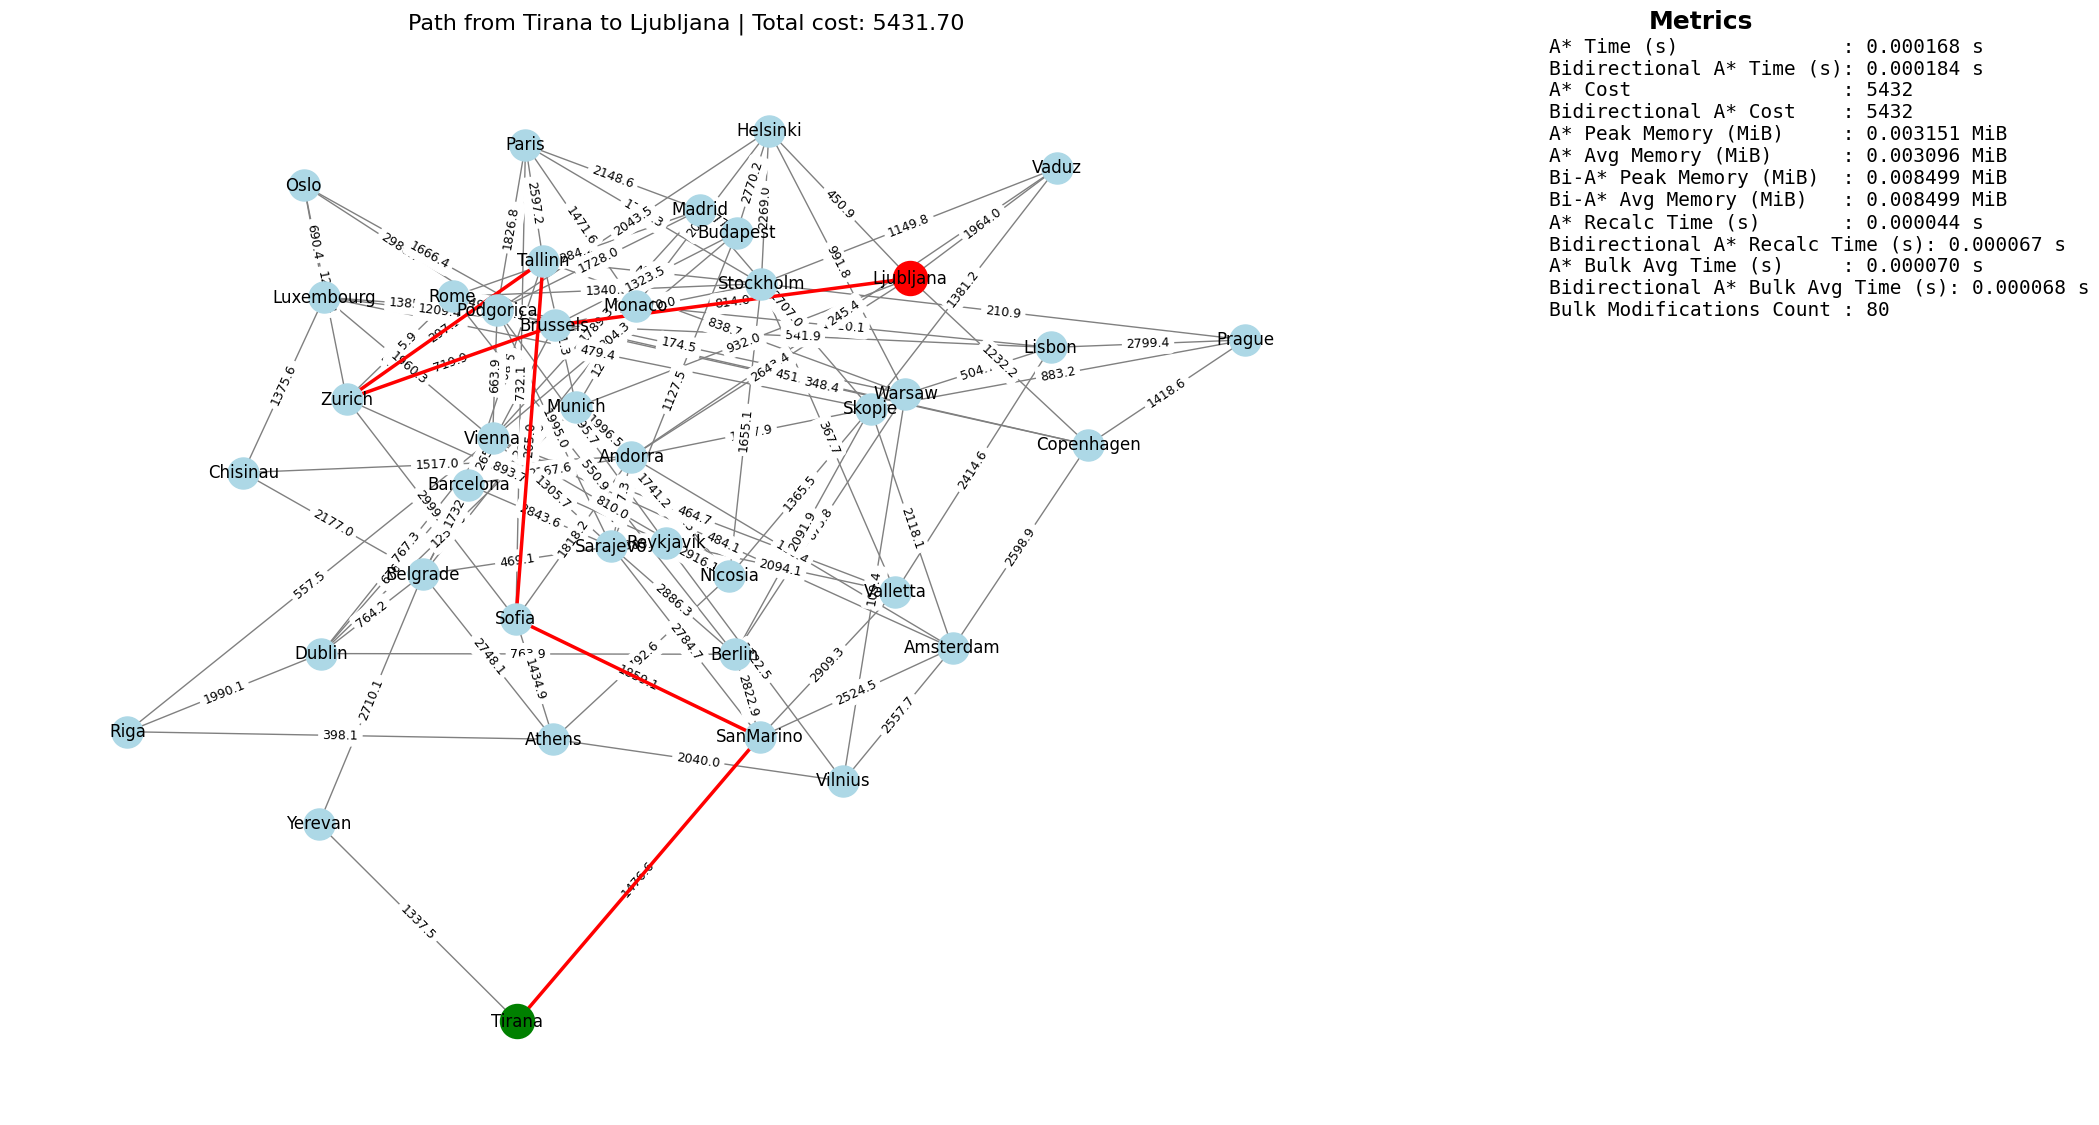 Path from Tirana to Ljubljana | Total cost: 5431.70
Metrics
A* Time (s) : 0.000168 s
Bidirectional A* Time (s): 0.000184 s
A* Cost : 5432
Bidirectional A* Cost : 5432
A* Peak Memory (MiB) : 0.003151 MiB
A* Avg Memory (MiB) : 0.003096 MiB
Bi-A* Peak Memory (MiB) : 0.008499 MiB
Bi-A* Avg Memory (MiB) : 0.008499 MiB
A* Recalc Time (s) : 0.000044 s
Bidirectional A* Recalc Time (s): 0.000067 s
A* Bulk Avg Time (s) : 0.000070 s
Bidirectional A* Bulk Avg Time (s): 0.000068 s
Bulk Modifications Count : 80
Helsinki
Paris
Vaduz
2148.6
2770.2
Oslo
2597.2
450.9
2269.0
Madrid
1471.6
2043.5
1826.8
1149.8
1964.0
Budapest
690.4
1666.4
1728.0
Tallinn
991.8
Ljubljana
1323.5
Stockholm
1381.2
Luxembourg
Rome
Podgorica
Monaco
814.6
707.0
245.4
210.9
Brussels
838.7
541.9
Lisbon
2799.4
Prague
932.0
174.5
479.4
1232.2
719.9
348.4
883.2
1375.6
663.9
732.1
1127.5
1418.6
Zurich
Munich
Skopje
Warsaw
Vienna
1996.5
1995.0
1655.1
367.7
Copenhagen
Chisinau
1517.0
Andorra
893.7
2414.6
Barcelona
1305.7
550.9
1741.2
1365.5
2843.6
810.0
464.7
2177.0
484.1
2091.9
2118.1
767.3
1818.2
Sarajevo
Reykjavik
2598.9
469.1
2094.1
557.5
Belgrade
Nicosia
Valletta
764.2
2886.3
Sofia
2784.7
Dublin
Berlin
2909.3
Amsterdam
2748.1
1434.9
1859.1
1990.1
2822.9
2524.5
2710.1
2557.7
Riga
398.1
Athens
SanMarino
2040.0
Vilnius
Yerevan
1476.6
1337.5
Tirana